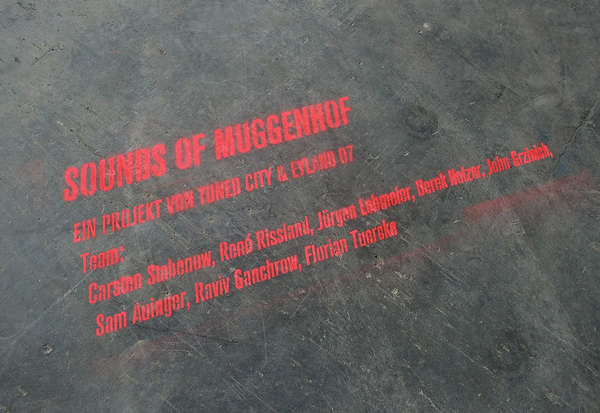 SOUNDS OF MUGGENHOF
EIN PROJEKT VON TUNED CITY & EYLAND 07
Team:
Carsten Stabenow, René Rissland, Jürgen Lehmeier, Derek Holzer, John Grzinich,
Sam Auinger, Raviv Ganchrow, Florian Tuercke